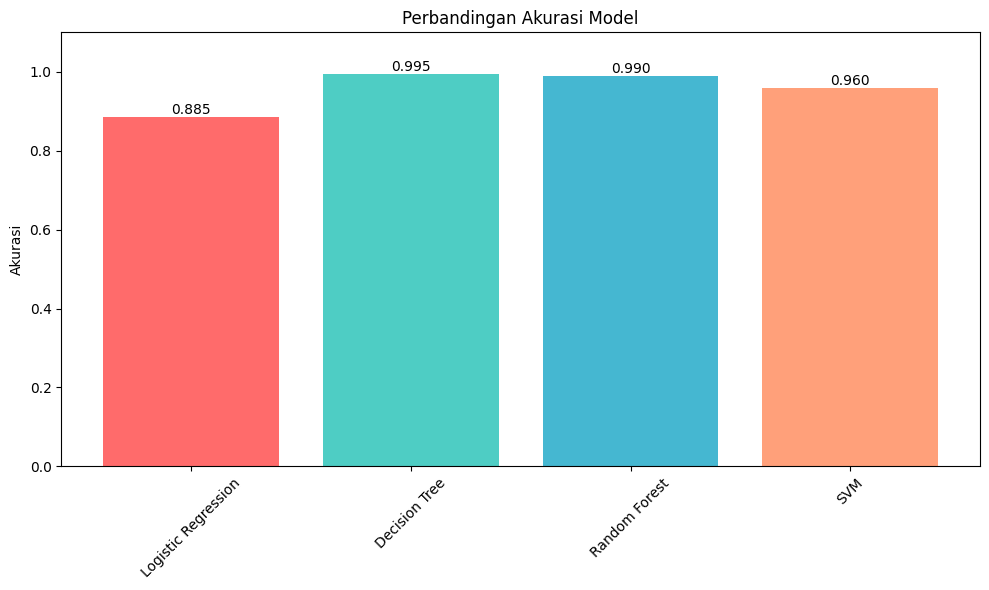 Perbandingan Akurasi Model
Akurasi
1.0
0.8
0.6
0.4
0.2
0.0
0.885
0.995
0.990
0.960
Logistic Regression
Decision Tree
Random Forest
SVM